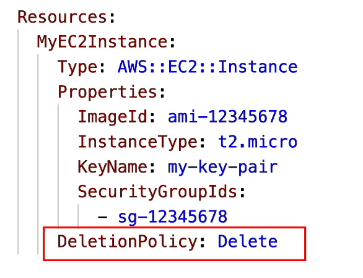 Resources:
  MyEC2Instance:
    Type: AWS::EC2::Instance
    Properties:
      ImageId: ami-12345678
      InstanceType: t2.micro
      KeyName: my-key-pair
      SecurityGroupIds:
        - sg-12345678
    DeletionPolicy: Delete